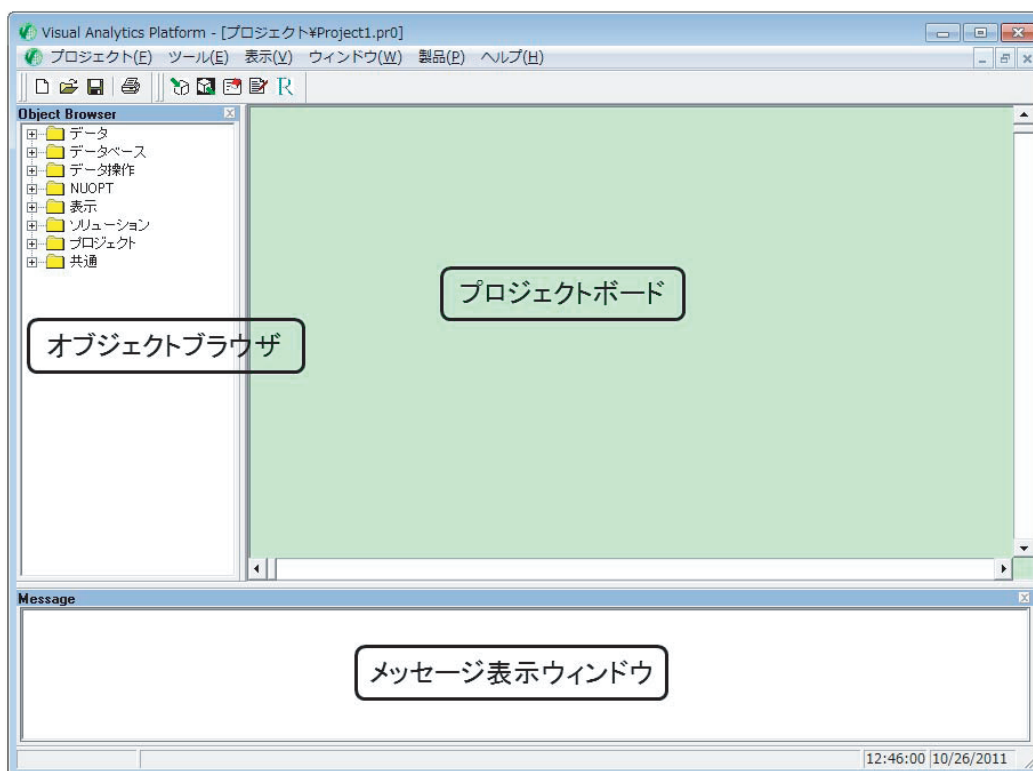 Visual Analytics Platform - [プロジェクト¥Project1.pr0]
プロジェクト(F) ツール(E) 表示(V) ウィンドウ(W) 製品(P) ヘルプ(H)
R
Object Browser
データ
データベース
データ操作
NUOPT
表示
ソリューション
プロジェクト
共通
プロジェクトボード
オブジェクトブラウザ
Message
メッセージ表示ウィンドウ
12:46:00 10/26/2011